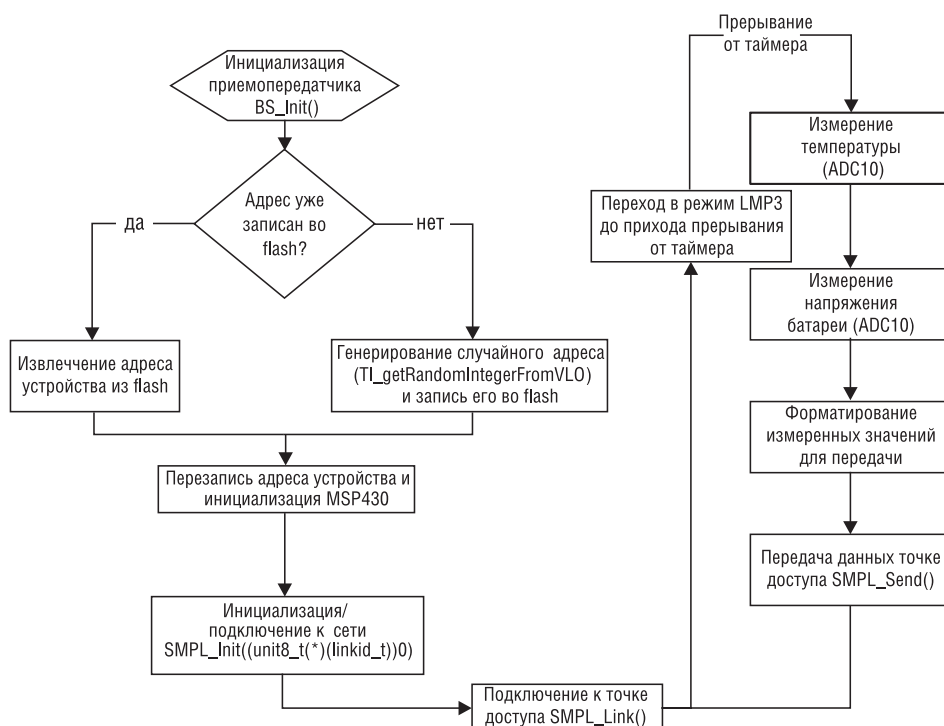 Инициализация
приемопередатчика
BS_Init()
Адрес уже
записан во
flash?
да
нет
Извлеччение адреса
устройства из flash
Генерирование случайного адреса
(TI_getRandomIntegerFromVLO)
и запись его во flash
Перезапись адреса устройства и
инициализация MSP430
Инициализация/
подключение к сети
SMPL_Init((unit8_t(*)(linkid_t))0)
Подключение к точке
доступа SMPL_Link()
Переход в режим LMP3
до прихода прерывания
от таймера
Прерывание
от таймера
Измерение
температуры
(ADC10)
Измерение
напряжения
батареи (ADC10)
Форматирование
измеренных значений
для передачи
Передача данных точке
доступа SMPL_Send()